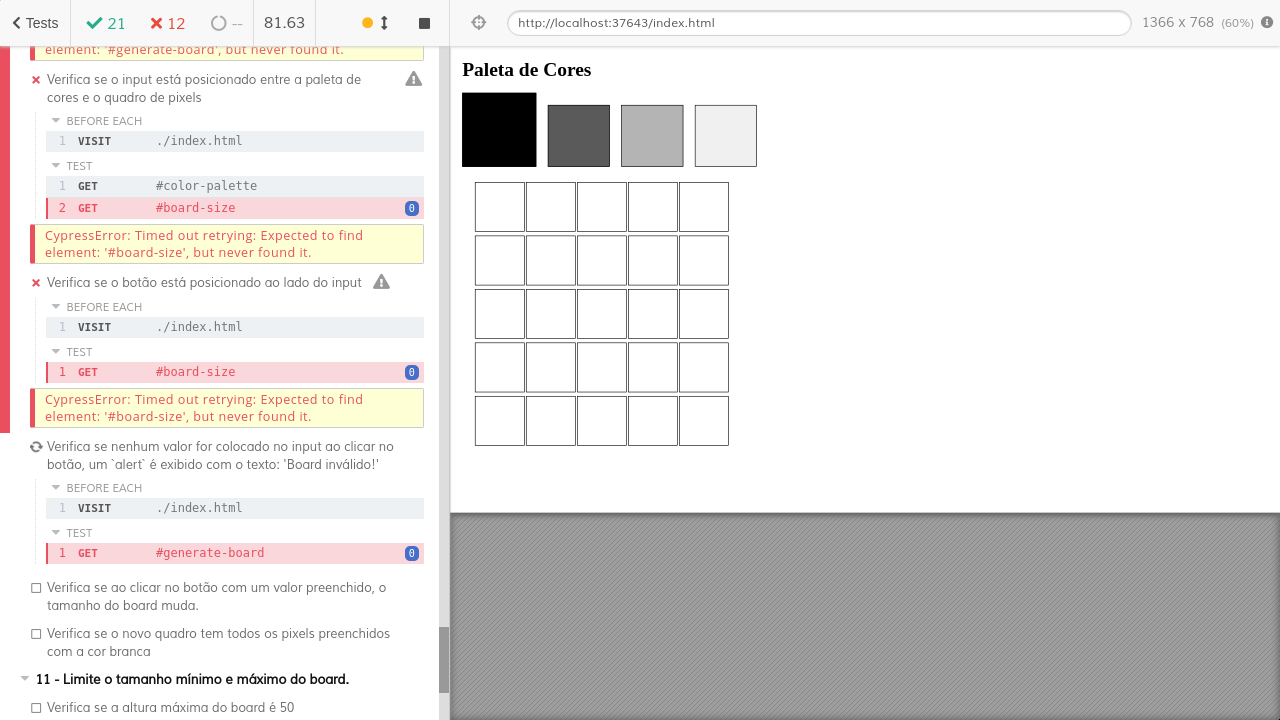 Tests 21 12 -- 81.63
http://localhost:37643/index.html 1366 x 768 (60%)
element: '#generate-board', but never found it.
Verifica se o input está posicionado entre a paleta de
cores e o quadro de pixels
BEFORE EACH
1 VISIT ./index.html
TEST
1 GET #color-palette
2 GET #board-size 0
CypressError: Timed out retrying: Expected to find
element: '#board-size', but never found it.
Verifica se o botão está posicionado ao lado do input
BEFORE EACH
1 VISIT ./index.html
TEST
1 GET #board-size 0
CypressError: Timed out retrying: Expected to find
element: '#board-size', but never found it.
Verifica se nenhum valor for colocado no input ao clicar no
botão, um `alert` é exibido com o texto: 'Board inválido!'
BEFORE EACH
1 VISIT ./index.html
TEST
1 GET #generate-board 0
Verifica se ao clicar no botão com um valor preenchido, o
tamanho do board muda.
Verifica se o novo quadro tem todos os pixels preenchidos
com a cor branca
11 - Limite o tamanho mínimo e máximo do board.
Verifica se a altura máxima do board é 50
Paleta de Cores